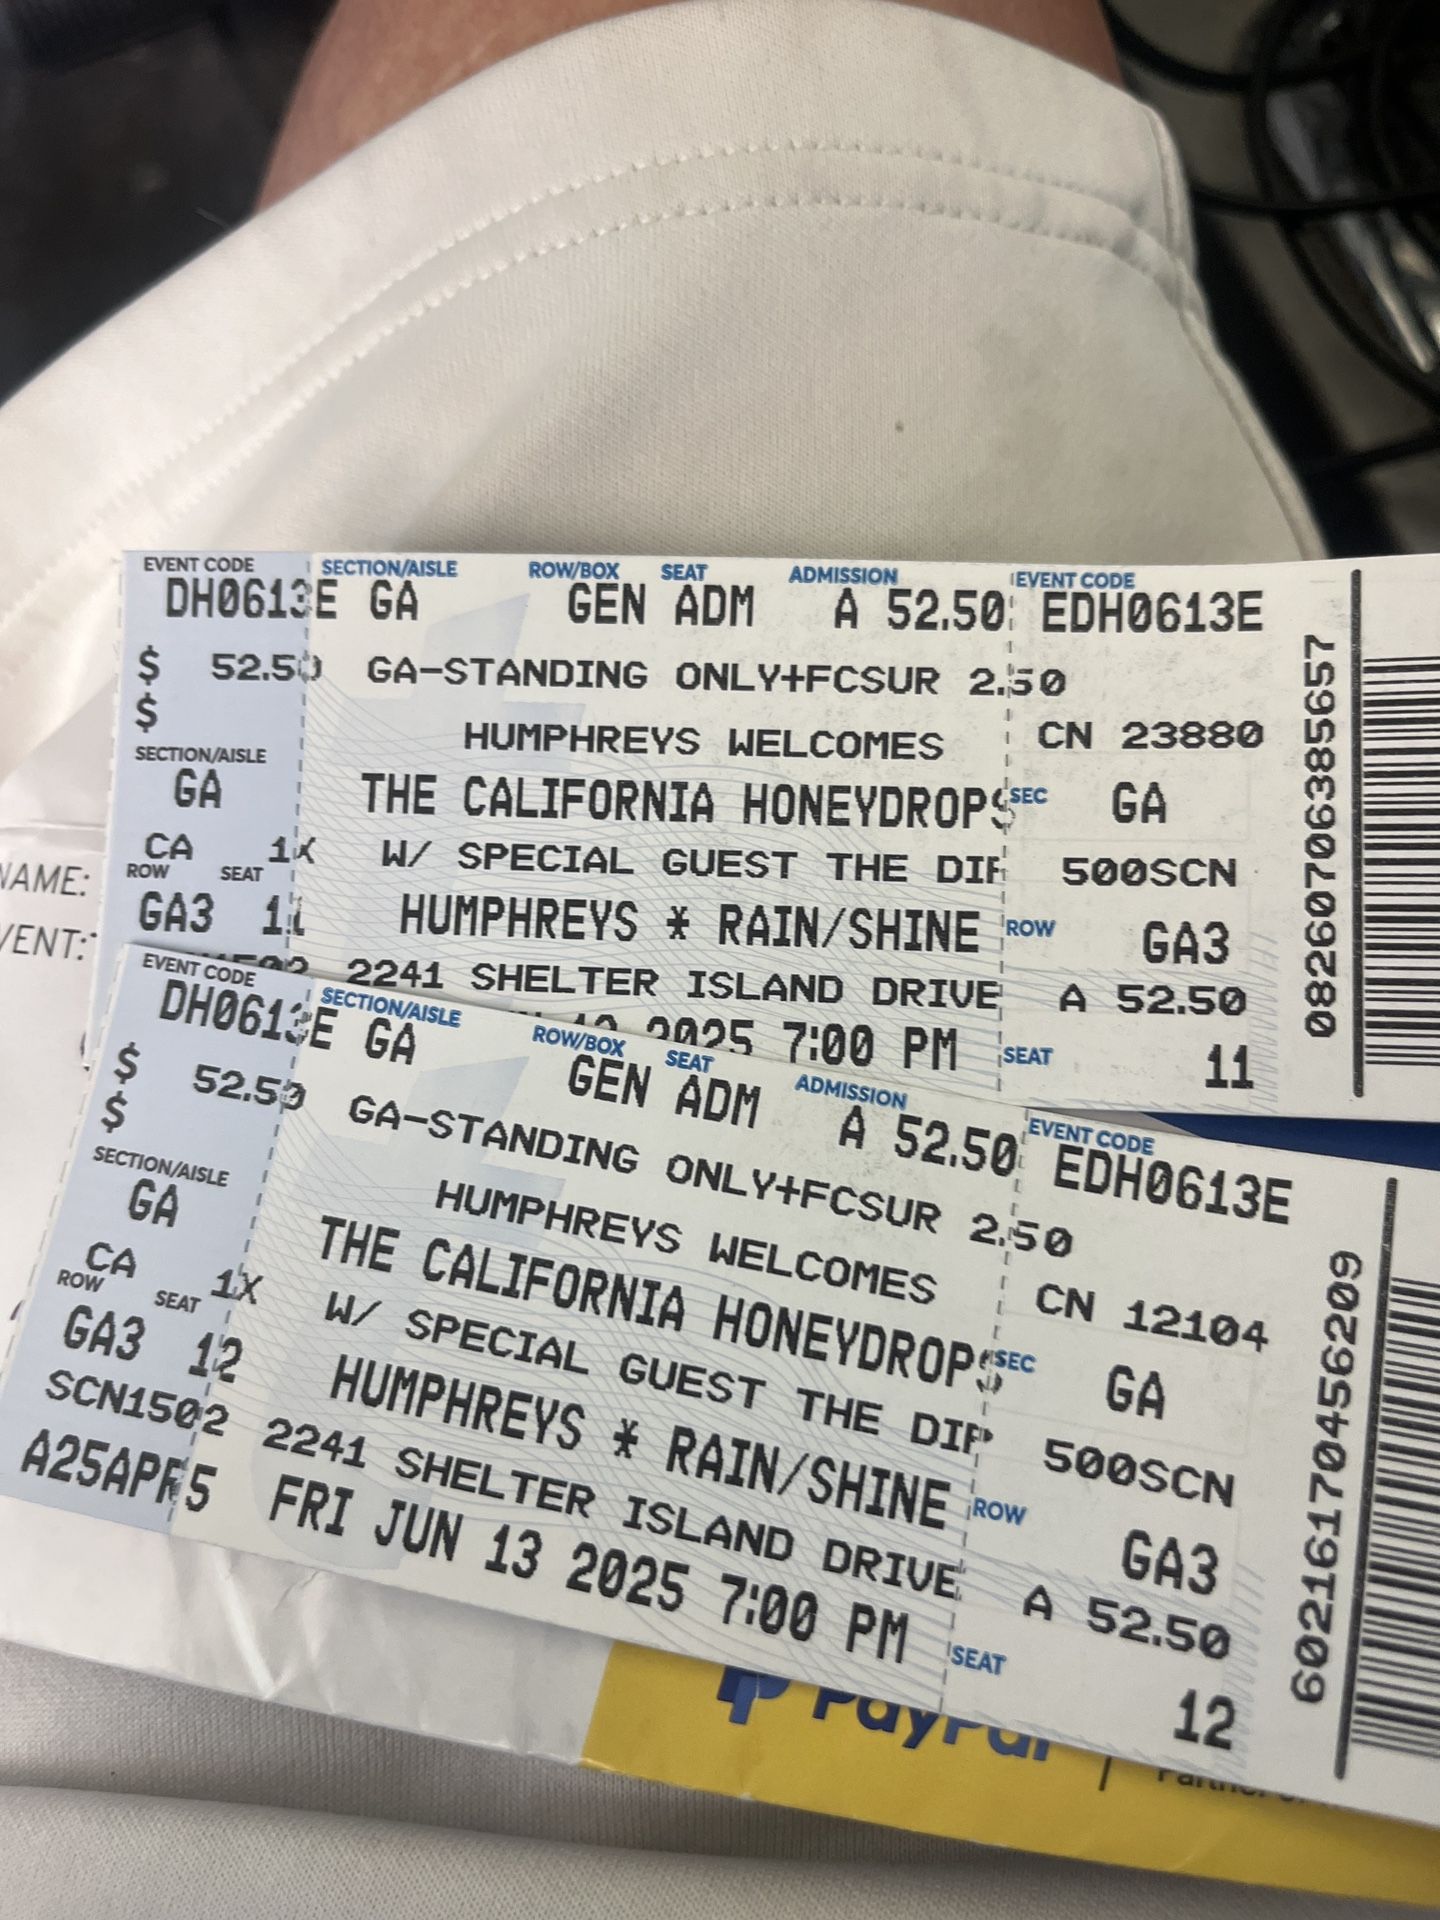 EVENT CODE SECTION/AISLE ROW/BOX SEAT ADMISSION EVENT CODE
DH0613E GA GEN ADM A 52.50 EDH0613E
$ 52.50 GA-STANDING ONLY+FCSUR 2.50
$ HUMPHREYS WELCOMES CN 23880
SECTION/AISLE
GA THE CALIFORNIA HONEYDROPS SEC GA
CA 1X W/ SPECIAL GUEST THE DIP 500SCN
ROW SEAT
GA3 11 HUMPHREYS * RAIN/SHINE ROW GA3
2241 SHELTER ISLAND DRIVE A 52.50
2025 7:00 PM SEAT 11
08260706385657
NAME:
EVENT CODE SECTION/AISLE ROW/BOX SEAT ADMISSION EVENT CODE
DH0613E GA GEN ADM A 52.50 EDH0613E
$ 52.50 GA-STANDING ONLY+FCSUR 2.50
$ HUMPHREYS WELCOMES CN 12104
SECTION/AISLE
GA THE CALIFORNIA HONEYDROPS SEC GA
CA 1X W/ SPECIAL GUEST THE DIP 500SCN
ROW SEAT
GA3 12 HUMPHREYS * RAIN/SHINE ROW GA3
SCN1502 2241 SHELTER ISLAND DRIVE A 52.50
A25APR5 FRI JUN 13 2025 7:00 PM SEAT 12
60216170456209
PayPal